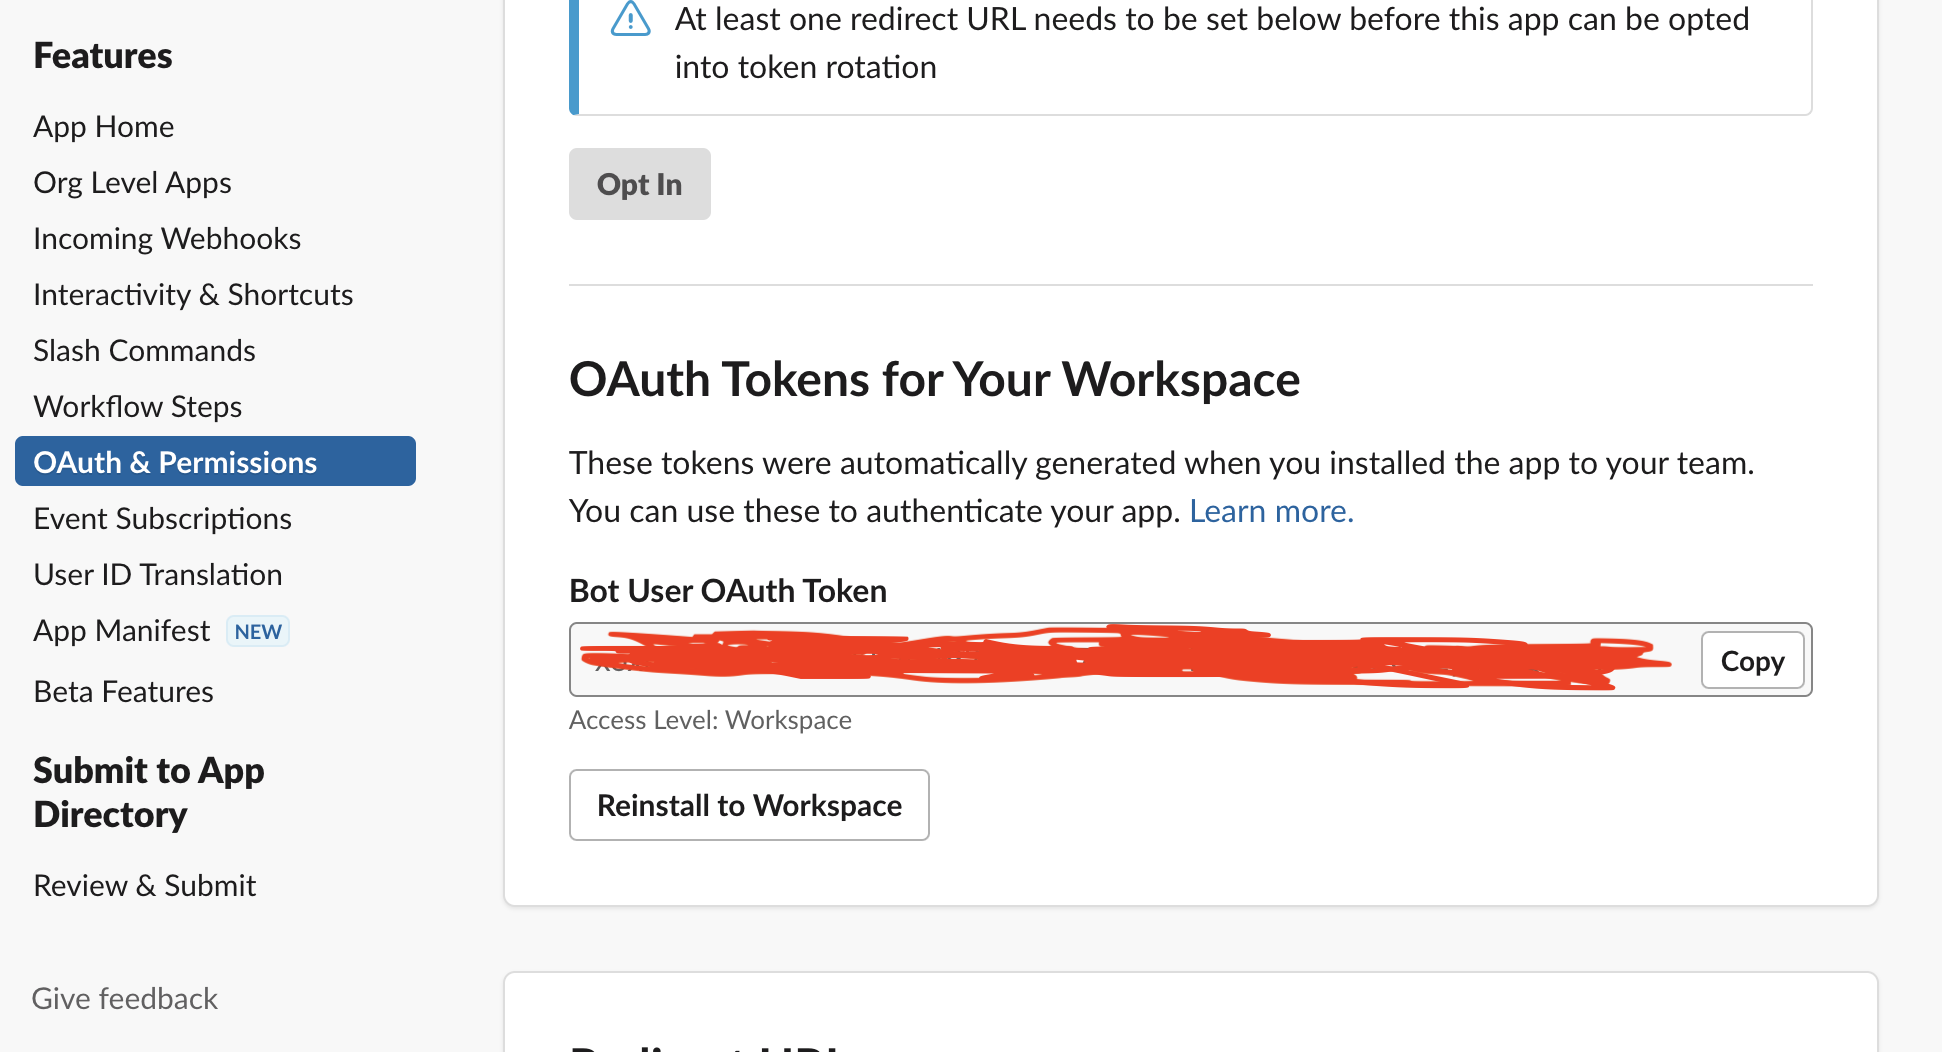 Features
App Home
Org Level Apps
Incoming Webhooks
Interactivity & Shortcuts
Slash Commands
Workflow Steps
OAuth & Permissions
Event Subscriptions
User ID Translation
App Manifest NEW
Beta Features
Submit to App
Directory
Review & Submit
Give feedback
At least one redirect URL needs to be set below before this app can be opted
into token rotation
Opt In
OAuth Tokens for Your Workspace
These tokens were automatically generated when you installed the app to your team.
You can use these to authenticate your app. Learn more.
Bot User OAuth Token
Copy
Access Level: Workspace
Reinstall to Workspace